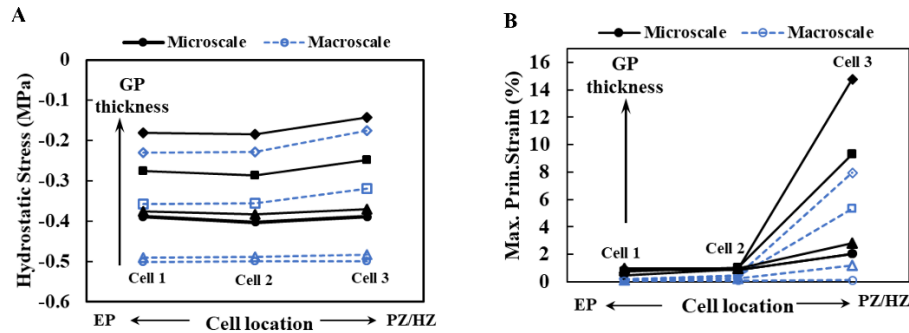 A
Microscale
Macroscale
Hydrostatic Stress (MPa)
0
-0.1
-0.2
-0.3
-0.4
-0.5
-0.6
GP
thickness
Cell 1
Cell 2
Cell 3
EP
Cell location
PZ/HZ
B
Microscale
Macroscale
Max. Prin.Strain (%)
16
14
12
10
8
6
4
2
0
GP
thickness
Cell 1
Cell 2
Cell 3
EP
Cell location
PZ/HZ